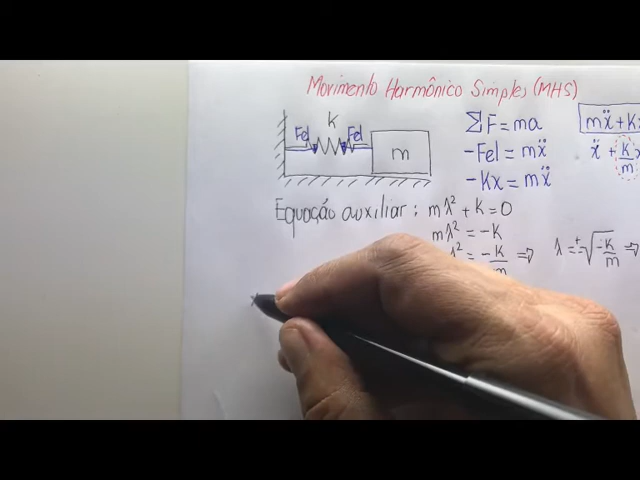 Movimento Harmônico Simples (MHS)
k
Fel Fel
m
ΣF = ma
-Fel = mẍ
-kx = mẍ
mẍ + k
ẍ + k/m x
Equação auxiliar : mλ² + k = 0
mλ² = -k
λ² = -k/m ⇒ λ = ±√(-k/m) ⇒